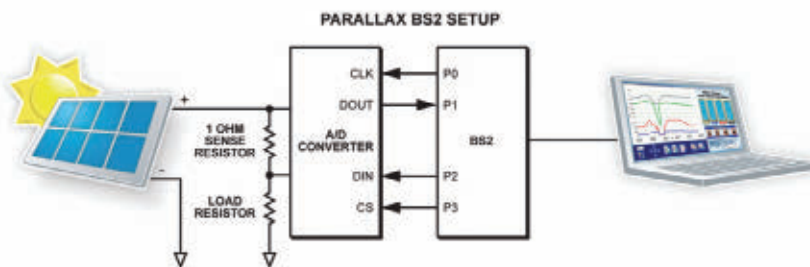 PARALLAX BS2 SETUP
+
-
1 OHM
SENSE
RESISTOR
LOAD
RESISTOR
CLK
DOUT
A/D
CONVERTER
DIN
CS
P0
P1
BS2
P2
P3